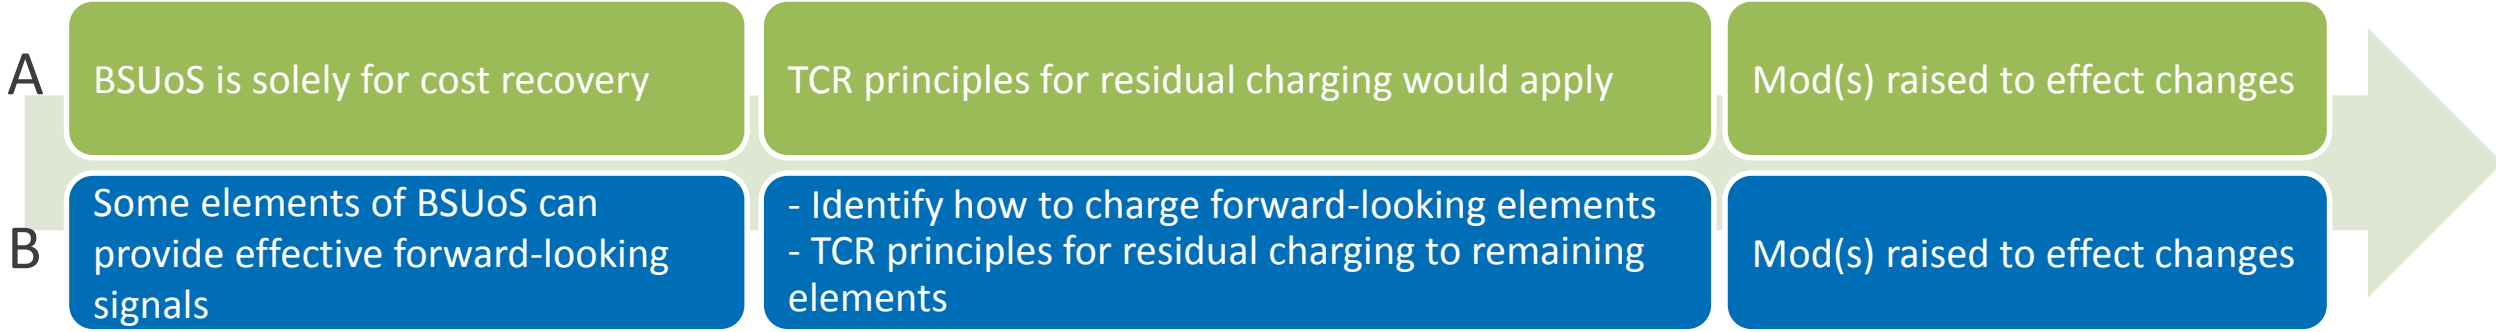 A
BSUoS is solely for cost recovery
TCR principles for residual charging would apply
Mod(s) raised to effect changes
B
Some elements of BSUoS can
provide effective forward-looking
signals
- Identify how to charge forward-looking elements
- TCR principles for residual charging to remaining
elements
Mod(s) raised to effect changes